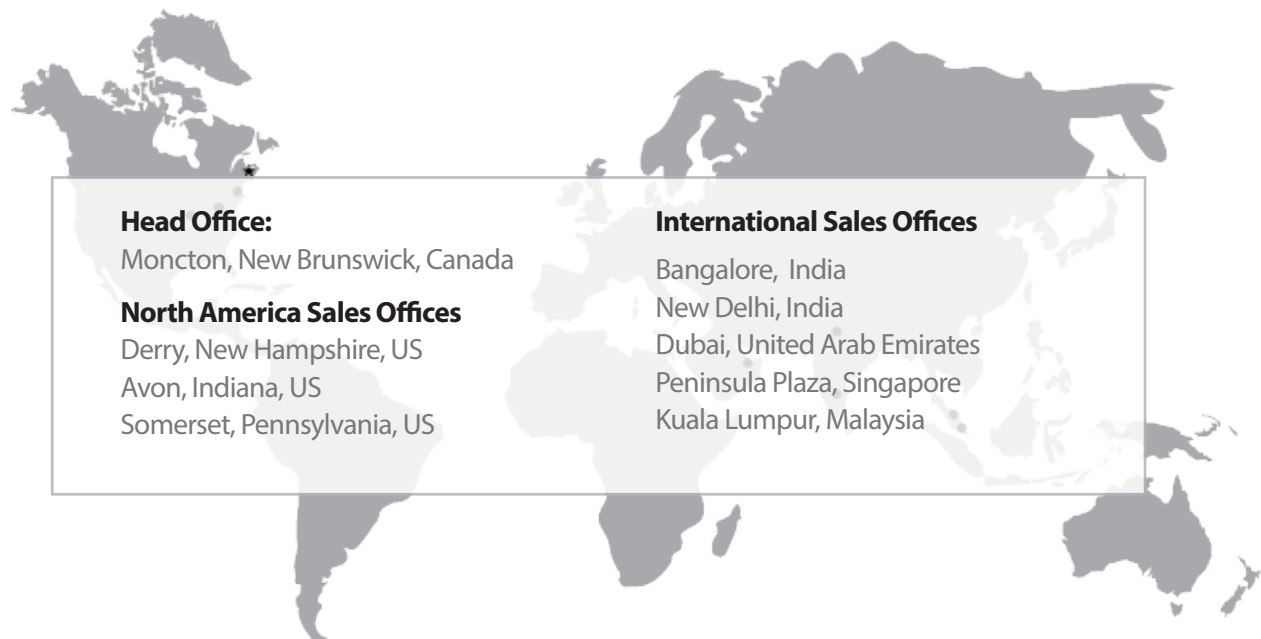 Head Office:
Moncton, New Brunswick, Canada
North America Sales Offices
Derry, New Hampshire, US
Avon, Indiana, US
Somerset, Pennsylvania, US
International Sales Offices
Bangalore, India
New Delhi, India
Dubai, United Arab Emirates
Peninsula Plaza, Singapore
Kuala Lumpur, Malaysia